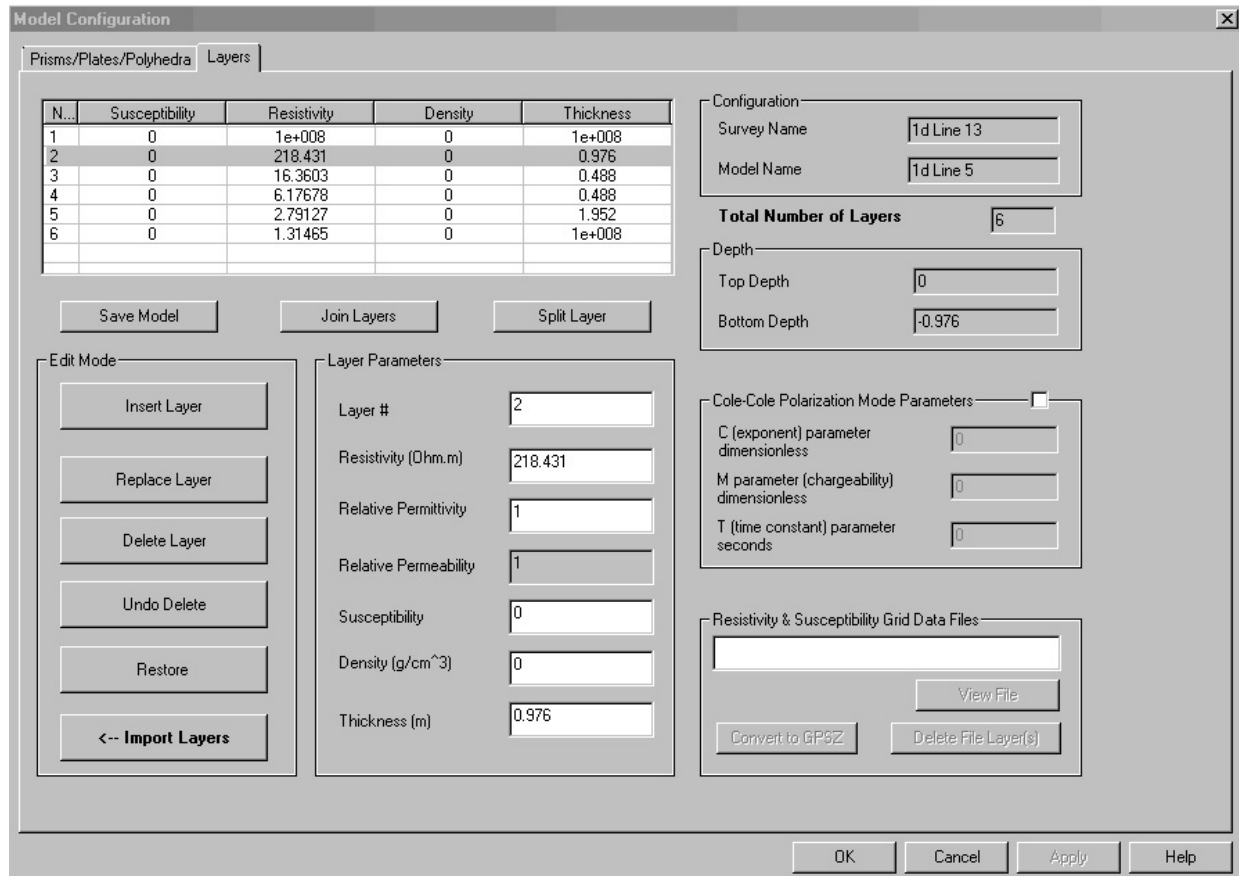 Model Configuration
Prisms/Plates/Polyhedra Layers
N... Susceptibility Resistivity Density Thickness
1 0 1e+008 0 1e+008
2 0 218.431 0 0.976
3 0 16.3603 0 0.488
4 0 6.17678 0 0.488
5 0 2.79127 0 1.952
6 0 1.31465 0 1e+008
Save Model Join Layers Split Layer
Edit Mode
Insert Layer
Replace Layer
Delete Layer
Undo Delete
Restore
<-- Import Layers
Layer Parameters
Layer # 2
Resistivity (Ohm.m) 218.431
Relative Permittivity 1
Relative Permeability 1
Susceptibility 0
Density (g/cm^3) 0
Thickness (m) 0.976
Configuration
Survey Name 1d Line 13
Model Name 1d Line 5
Total Number of Layers 6
Depth
Top Depth 0
Bottom Depth -0.976
Cole-Cole Polarization Mode Parameters
C (exponent) parameter
dimensionless 0
M parameter (chargeability)
dimensionless 0
T (time constant) parameter
seconds 0
Resistivity & Susceptibility Grid Data Files
View File
Convert to GPSZ Delete File Layer(s)
OK Cancel Apply Help